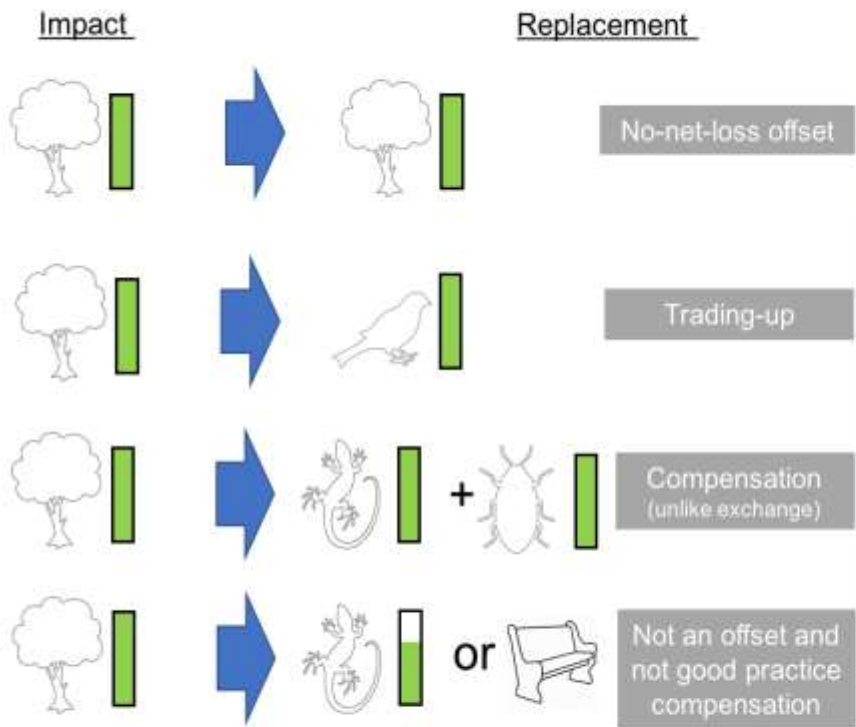 Impact
Replacement
No-net-loss offset
Trading-up
+
Compensation
(unlike exchange)
or
Not an offset and
not good practice
compensation